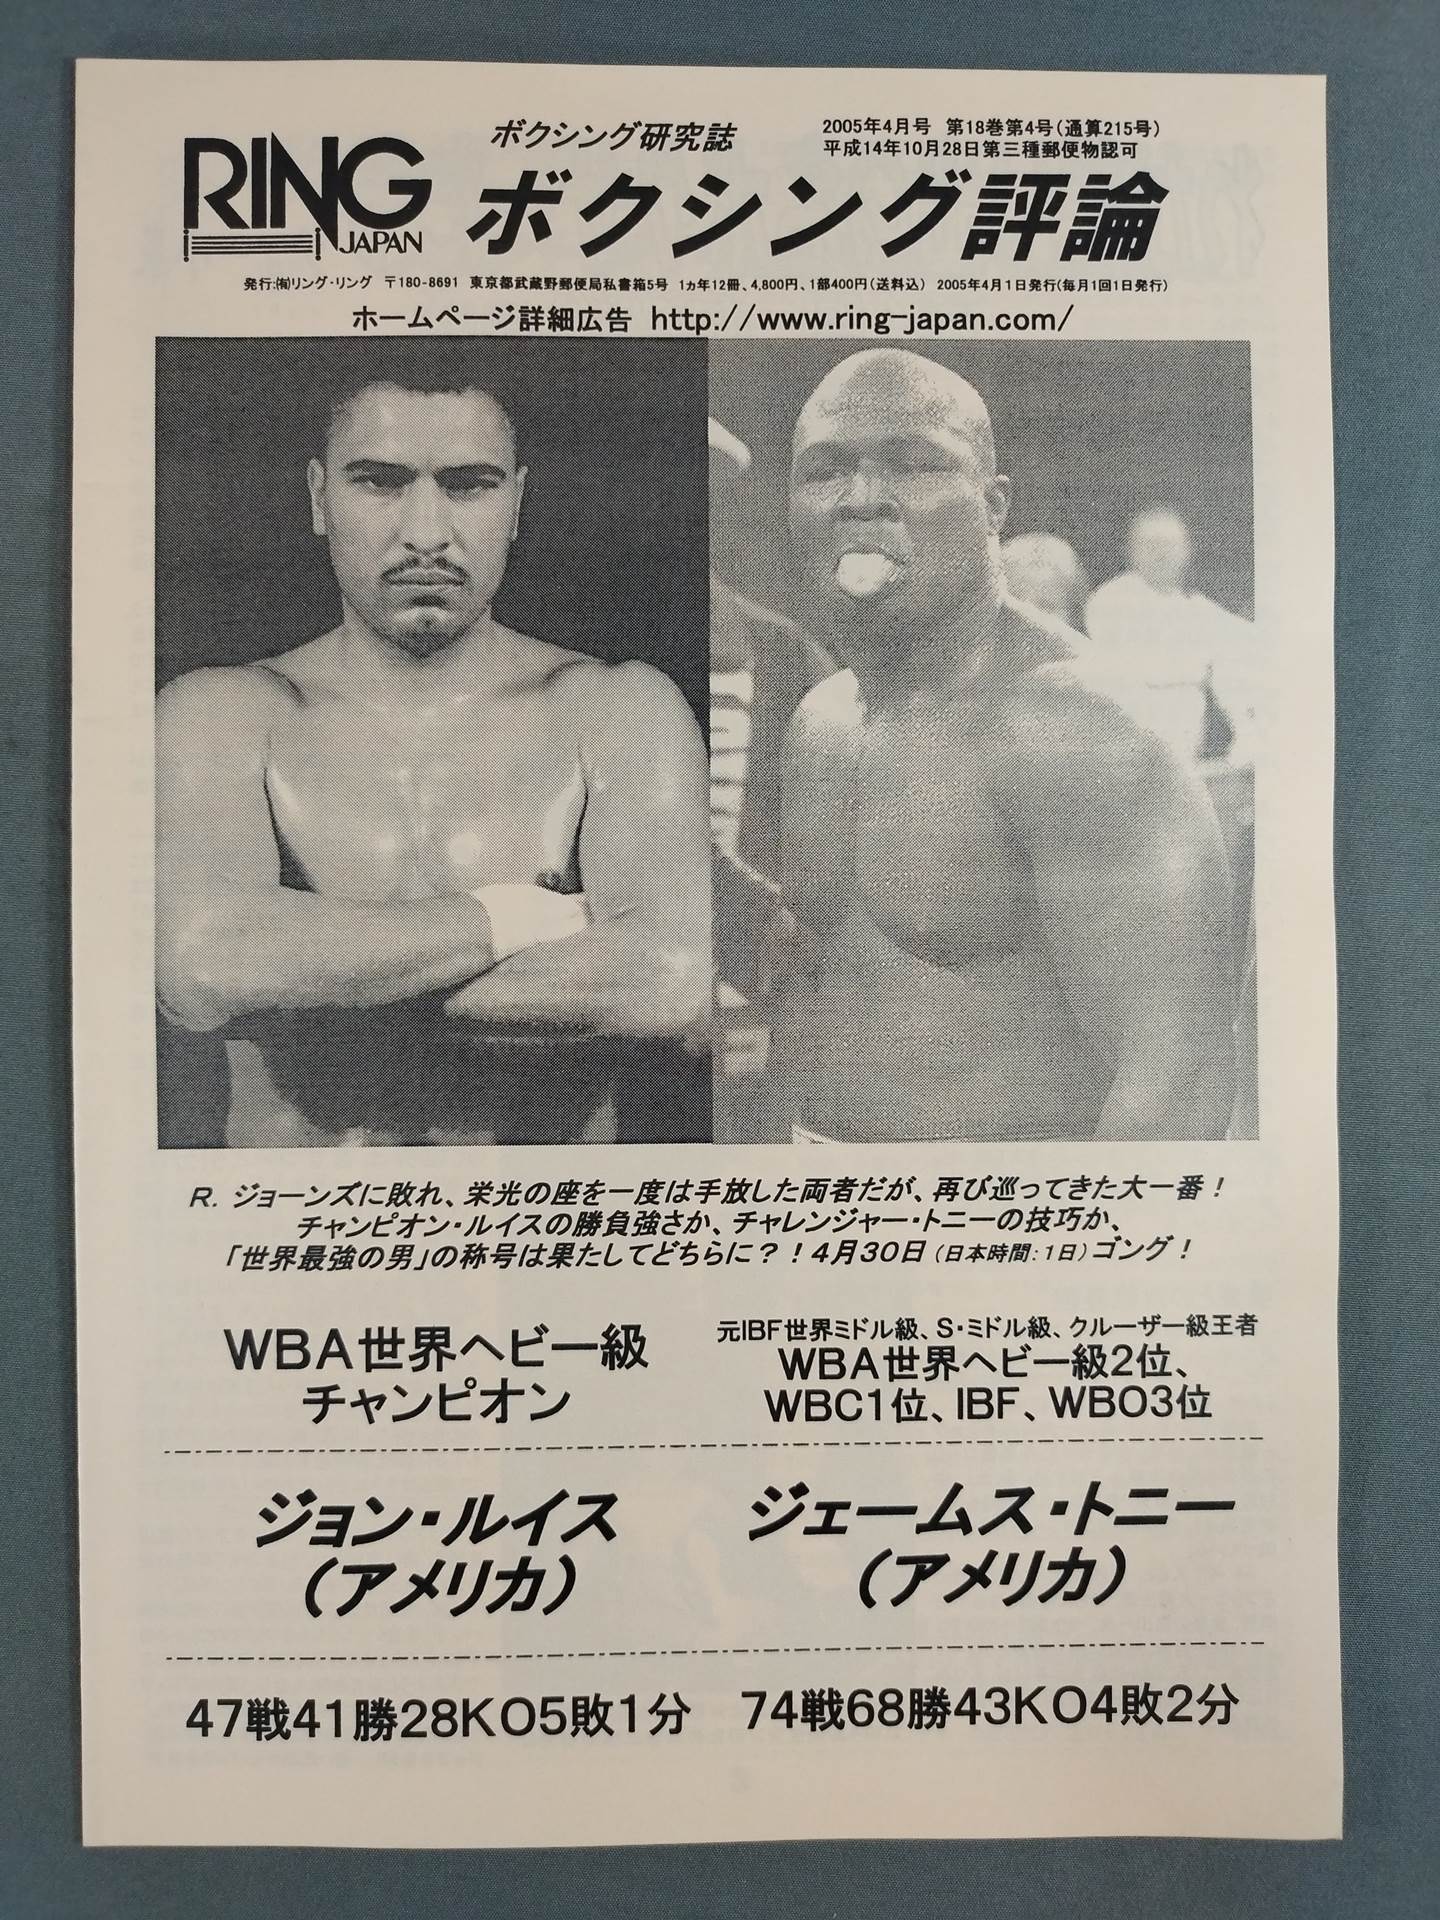 RING
JAPAN
ボクシング研究誌
2005年4月号 第18巻第4号(通算215号)
平成14年10月28日第三種郵便物認可
ボクシング評論
発行:㈲リング・リング 〒180-8691 東京都武蔵野郵便局私書箱5号 1ヵ年12冊、4,800円、1部400円(送料込) 2005年4月1日発行(毎月1回1日発行)
ホームページ詳細広告 http://www.ring-japan.com/
R. ジョーンズに敗れ、栄光の座を一度は手放した両者だが、再び巡ってきた大一番!
チャンピオン・ルイスの勝負強さか、チャレンジャー・トニーの技巧か、
「世界最強の男」の称号は果たしてどちらに?!4月30日(日本時間:1日)ゴング!
WBA世界ヘビー級
チャンピオン
元IBF世界ミドル級、S・ミドル級、クルーザー級王者
WBA世界ヘビー級2位、
WBC1位、IBF、WBO3位
ジョン・ルイス
(アメリカ)
ジェームス・トニー
(アメリカ)
47戦41勝28KO5敗1分
74戦68勝43KO4敗2分